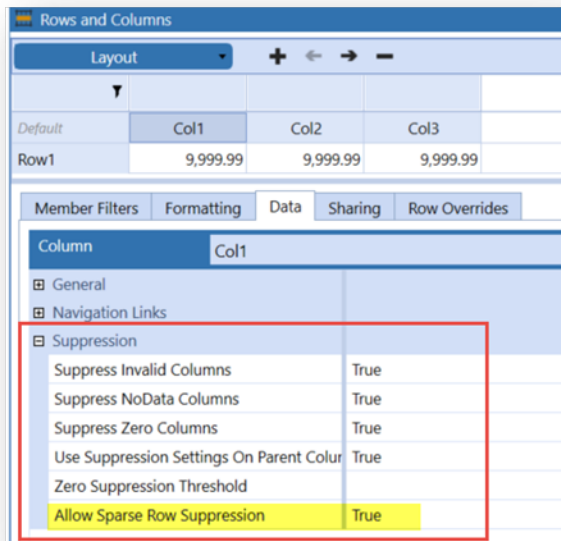 Rows and Columns
Layout
Default Col1 Col2 Col3
Row1 9,999.99 9,999.99 9,999.99
Member Filters Formatting Data Sharing Row Overrides
Column Col1
General
Navigation Links
Suppression
Suppress Invalid Columns True
Suppress NoData Columns True
Suppress Zero Columns True
Use Suppression Settings On Parent Colur True
Zero Suppression Threshold
Allow Sparse Row Suppression True